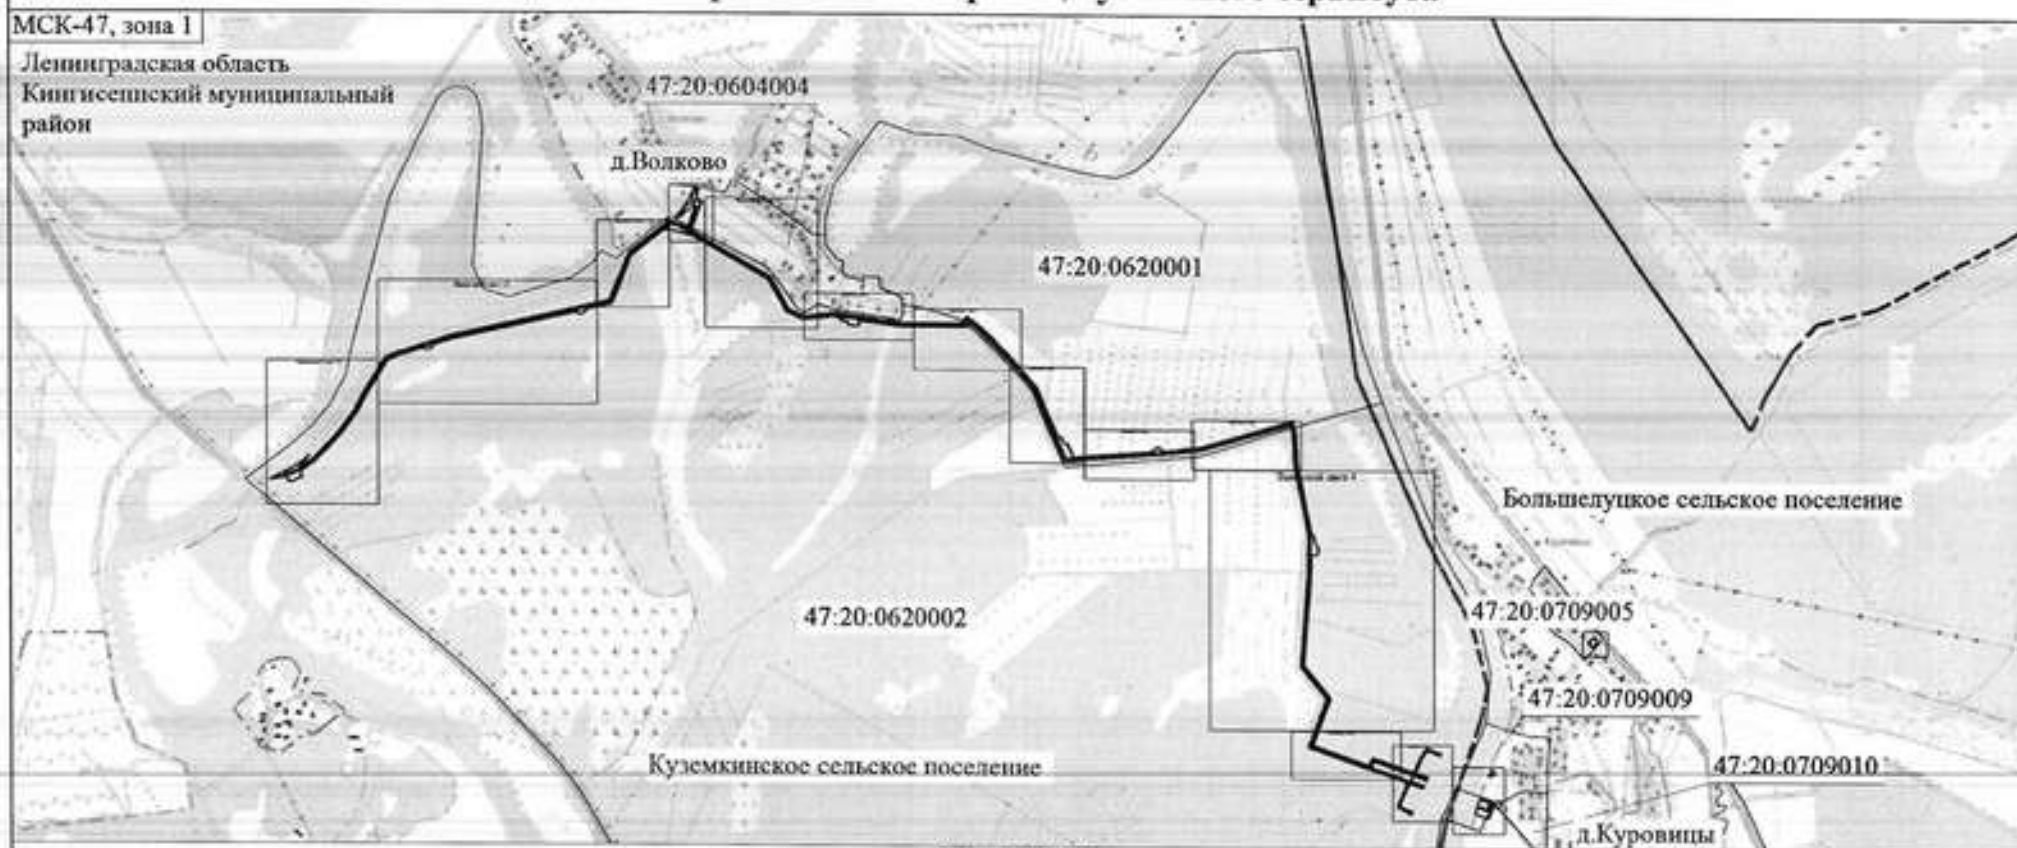 МСК-47, зона 1
Ленинградская область
Кингисеппский муниципальный
район
47:20:0604004
д.Волково
47:20:0620001
Большелуцкое сельское поселение
47:20:0709005
47:20:0620002
47:20:0709009
Куземкинское сельское поселение
47:20:0709010
д.Куровицы